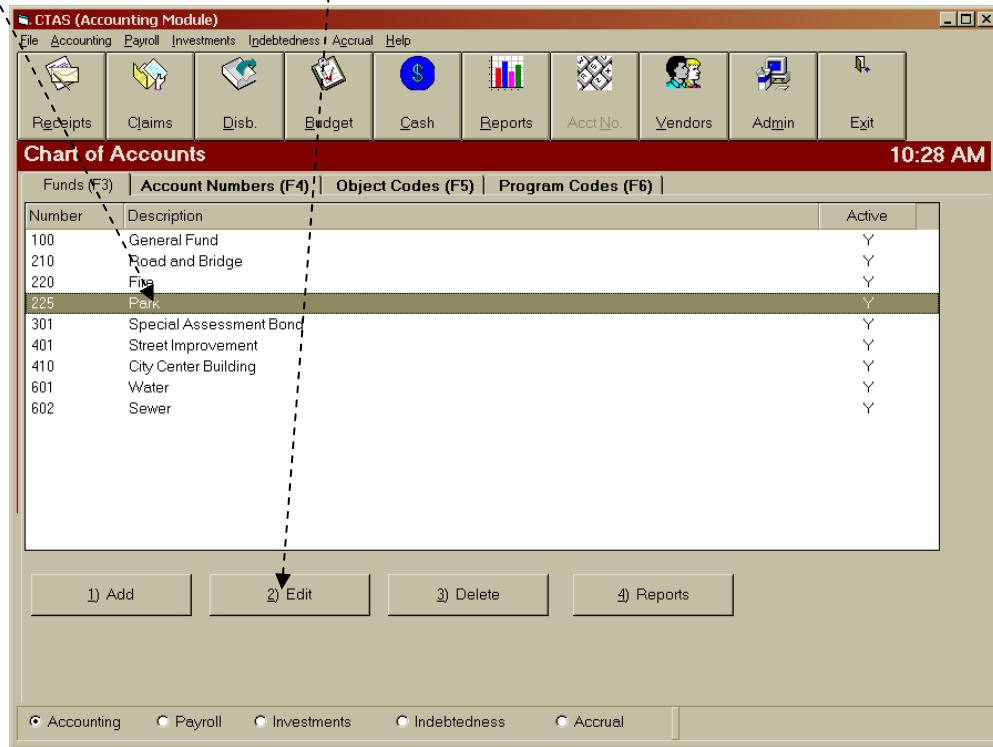 CTAS (Accounting Module)
File Accounting Payroll Investments Indebtedness Accrual Help
Receipts Claims Disb. Budget Cash Reports Acct No. Vendors Admin Exit
Chart of Accounts 10:28 AM
Funds (F3) Account Numbers (F4) Object Codes (F5) Program Codes (F6)
Number Description Active
100 General Fund Y
210 Road and Bridge Y
220 Fire Y
225 Park Y
301 Special Assessment Bond Y
401 Street Improvement Y
410 City Center Building Y
601 Water Y
602 Sewer Y
1) Add 2) Edit 3) Delete 4) Reports
Accounting Payroll Investments Indebtedness Accrual